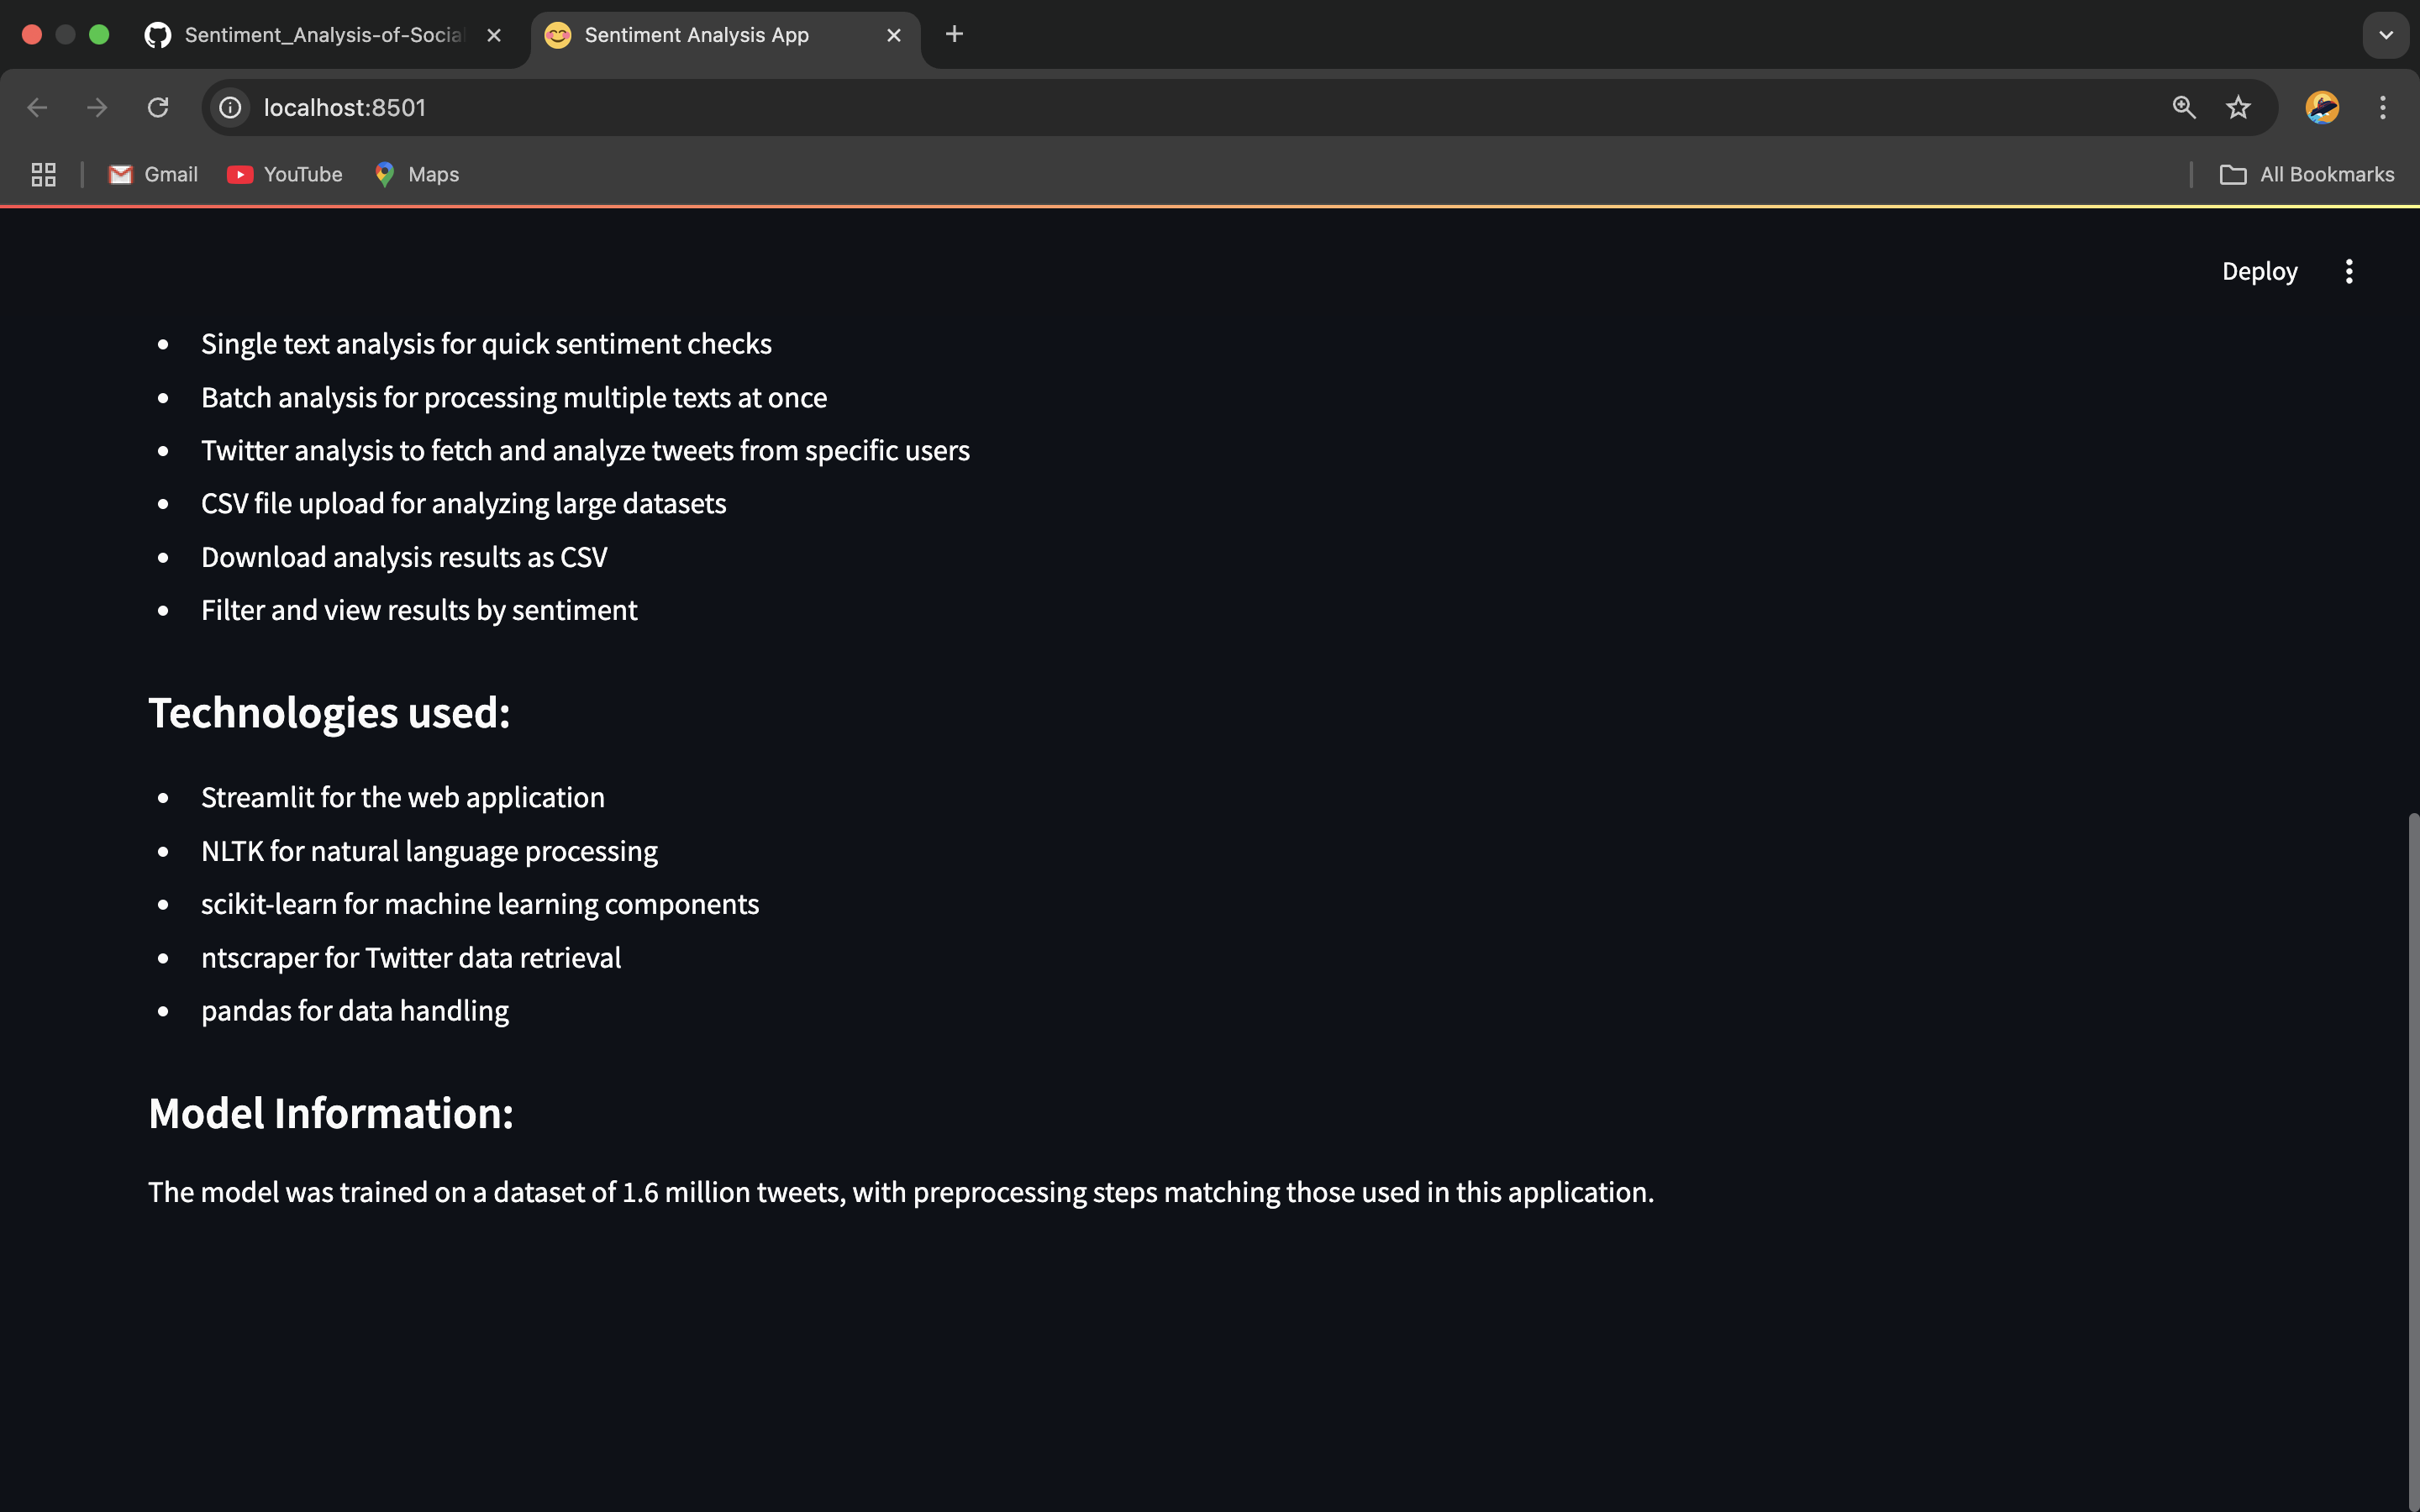 Sentiment_Analysis-of-Social
Sentiment Analysis App
localhost:8501
Gmail
YouTube
Maps
All Bookmarks
Deploy
Single text analysis for quick sentiment checks
Batch analysis for processing multiple texts at once
Twitter analysis to fetch and analyze tweets from specific users
CSV file upload for analyzing large datasets
Download analysis results as CSV
Filter and view results by sentiment
Technologies used:
Streamlit for the web application
NLTK for natural language processing
scikit-learn for machine learning components
ntscraper for Twitter data retrieval
pandas for data handling
Model Information:
The model was trained on a dataset of 1.6 million tweets, with preprocessing steps matching those used in this application.